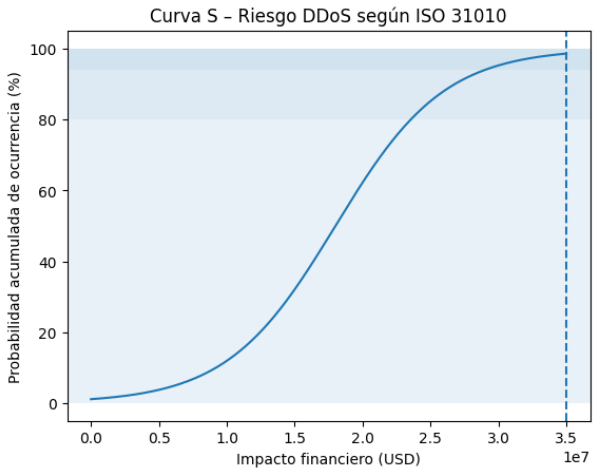 Curva S – Riesgo DDoS según ISO 31010
Probabilidad acumulada de ocurrencia (%)
100
80
60
40
20
0
0.0 0.5 1.0 1.5 2.0 2.5 3.0 3.5
1e7
Impacto financiero (USD)